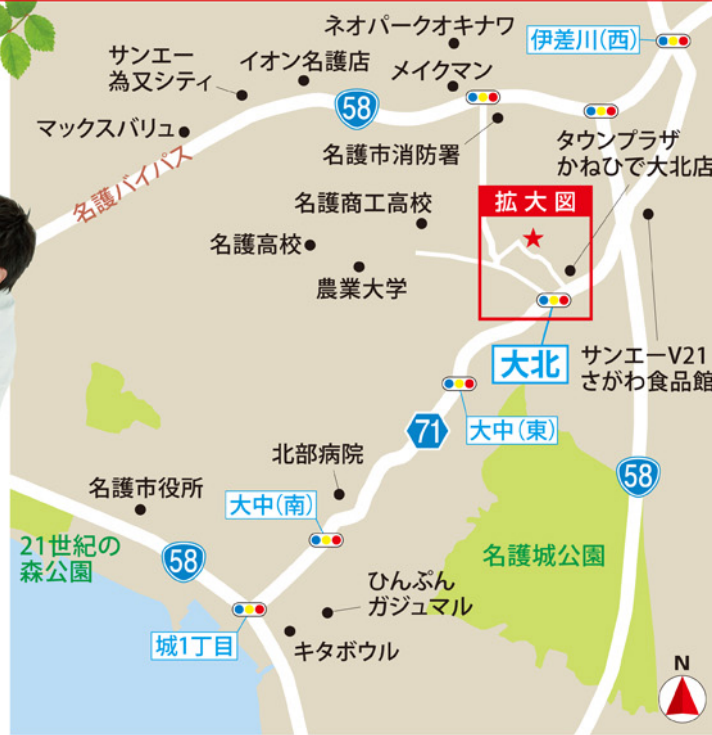 ネオパークオキナワ
伊差川(西)
サンエー
為又シティ
イオン名護店
メイクマン
58
マックスバリュ
名護市消防署
タウンプラザ
かねひで大北店
名護バイパス
拡大図
名護商工高校
名護高校
農業大学
大北
サンエーV21
さがわ食品館
71
大中(東)
北部病院
名護市役所
大中(南)
58
21世紀の
森公園
58
名護城公園
ひんぷん
ガジュマル
城1丁目
キタボウル
N